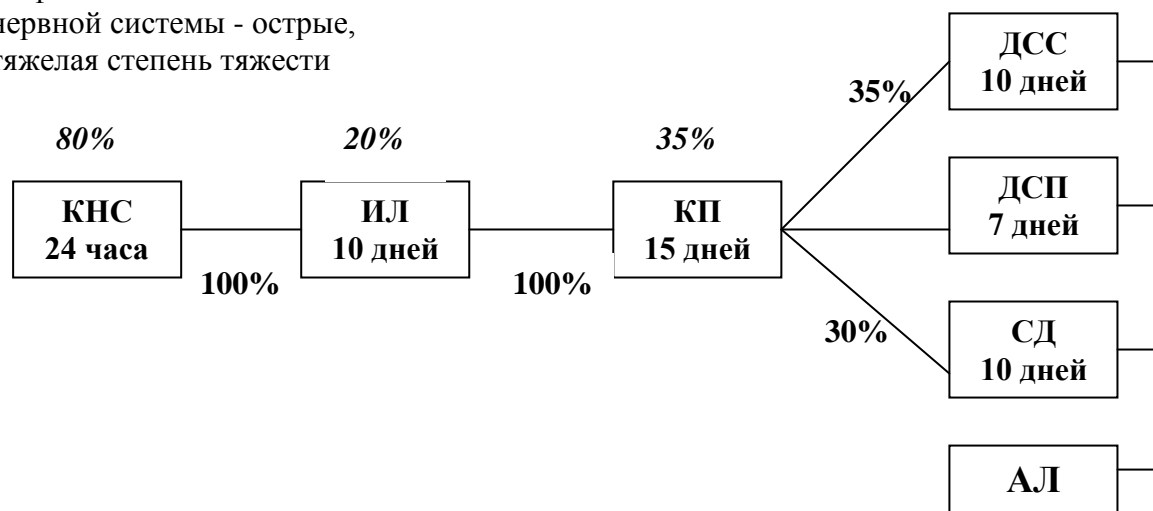 нервной системы - острые,
тяжелая степень тяжести
80%
20%
35%
КНС
24 часа
ИЛ
10 дней
КП
15 дней
100%
100%
35%
30%
ДСС
10 дней
ДСП
7 дней
СД
10 дней
АЛ